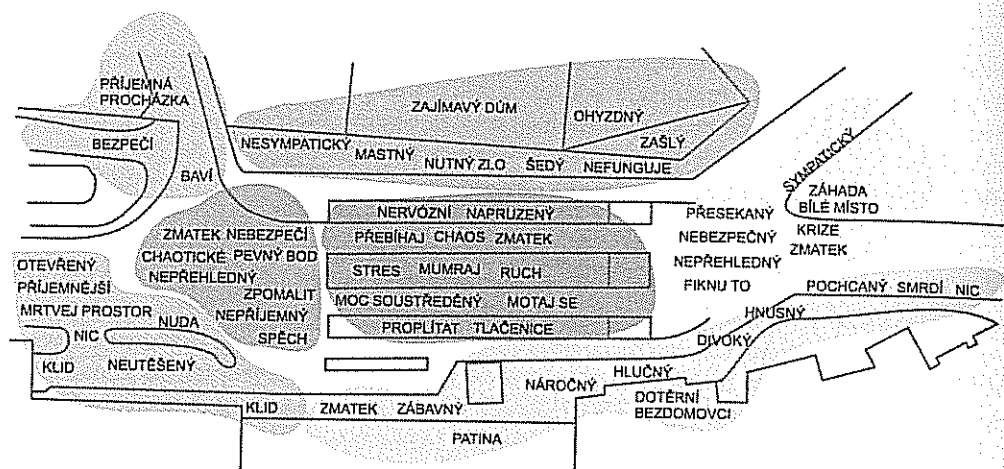 PŘÍJEMNÁ
PROCHÁZKA
BEZPEČÍ
BAVÍ
ZAJÍMAVÝ DŮM
OHYZDNÝ
ZAŠLÝ
NESYMPATICKÝ
MASTNÝ
NUTNÝ ZLO
ŠEDÝ
NEFUNGUJE
SYMPATICKÝ
ZÁHADA
BÍLÉ MÍSTO
KRIZE
ZMATEK
NERVÓZNÍ NAPRUZENÝ
PŘEBÍHAJ CHAOS ZMATEK
STRES MUMRAJ RUCH
MOC SOUSTŘEDĚNÝ MOTAJ SE
PROPLÍTAT TLAČENICE
PŘESEKANÝ
NEBEZPEČNÝ
NEPŘEHLEDNÝ
FIKNU TO
ZMATEK NEBEZPEČÍ
CHAOTICKÉ PEVNÝ BOD
NEPŘEHLEDNÝ
ZPOMALIT
NEPŘÍJEMNÝ
SPĚCH
OTEVŘENÝ
PŘÍJEMNĚJŠÍ
MRTVEJ PROSTOR
NUDA
NIC
KLID
NEUTĚŠENÝ
POCHCANÝ SMRDÍ NIC
HNUSNÝ
DIVOKÝ
HLUČNÝ
NÁROČNÝ
DOTĚRNÍ
BEZDOMOVCI
KLID
ZMATEK
ZÁBAVNÝ
PATINA